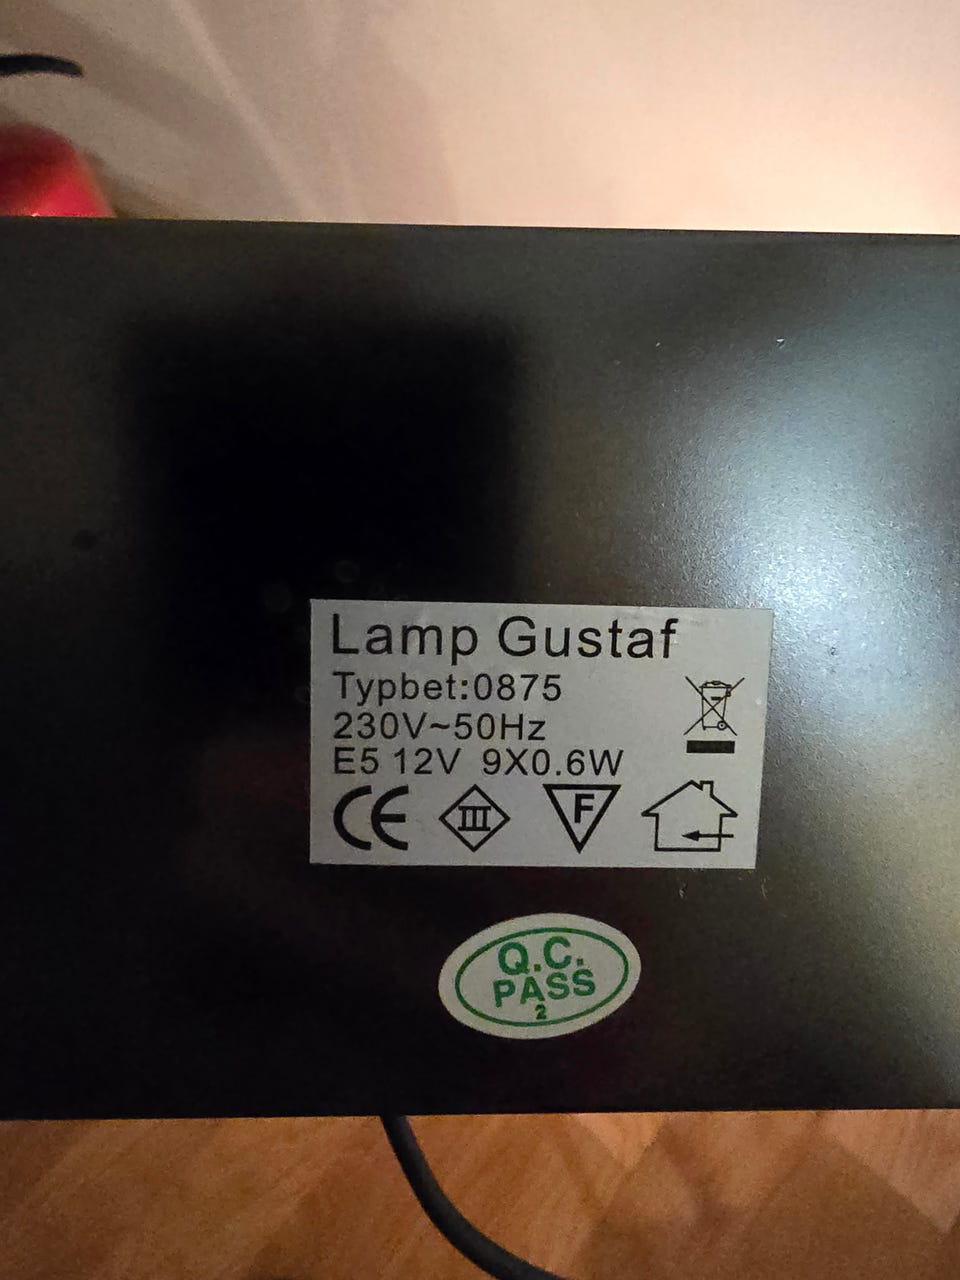 Lamp Gustaf
Typbet:0875
230V~50Hz
E5 12V 9X0.6W
CE III F
Q.C.
PASS
2